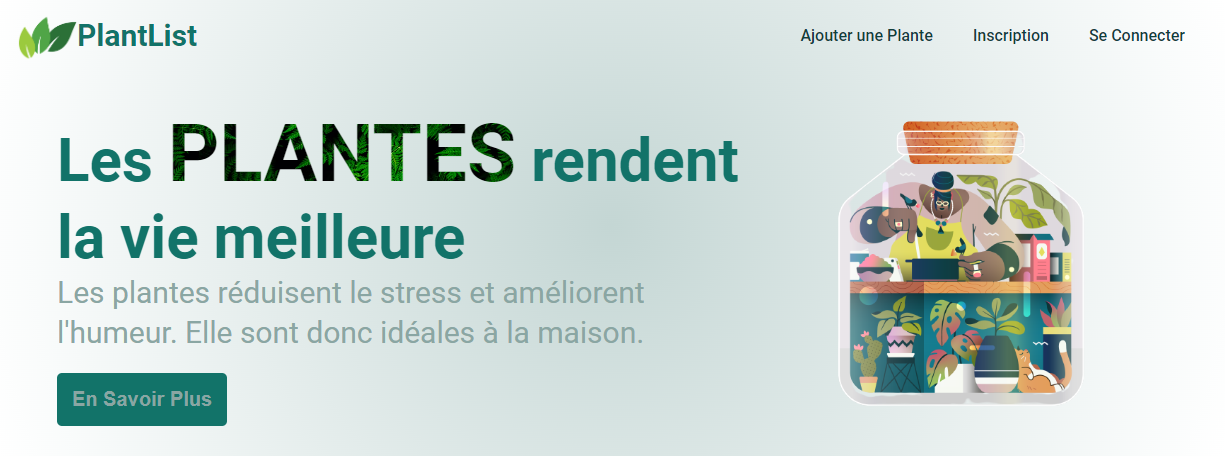 PlantList
Ajouter une Plante
Inscription
Se Connecter
Les PLANTES rendent
la vie meilleure
Les plantes réduisent le stress et améliorent
l'humeur. Elle sont donc idéales à la maison.
En Savoir Plus